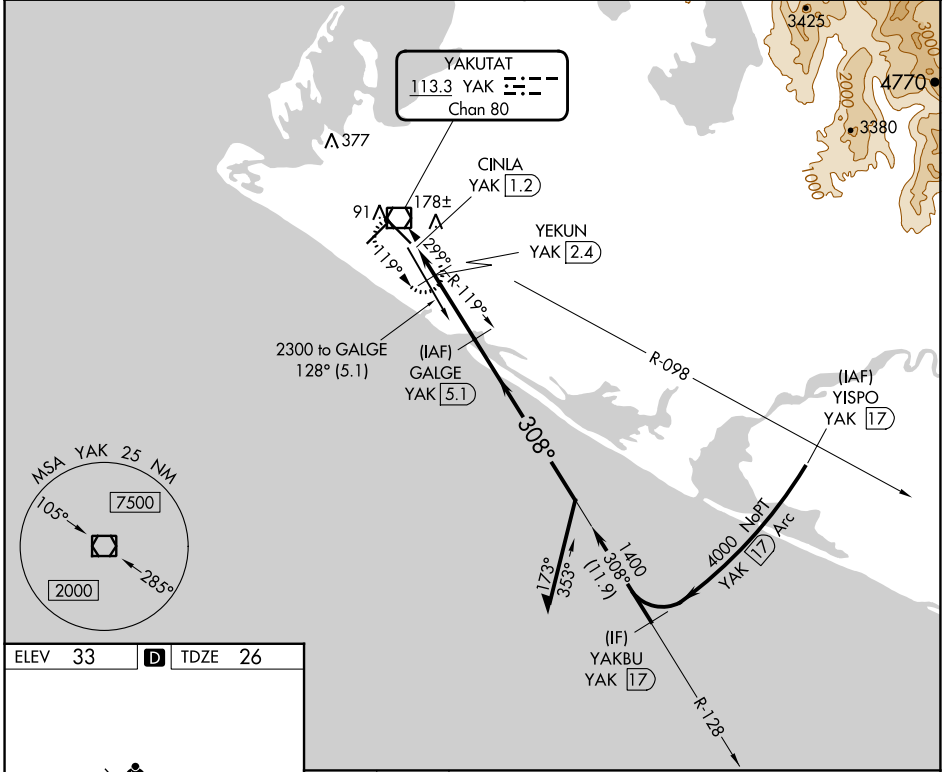 3425
3000
4770
2000
3380
1000
YAKUTAT
113.3 YAK
Chan 80
377
CINLA
YAK 1.2
91
178±
YEKUN
YAK 2.4
299°
R-119°
119°
2300 to GALGE
128° (5.1)
(IAF)
GALGE
YAK 5.1
R-098
(IAF)
YISPO
YAK 17
308°
MSA YAK 25 NM
105°
7500
2000
285°
4000 NoPT
YAK 17 Arc
1400
308°
(11.9)
173°
353°
(IF)
YAKBU
YAK 17
R-128
ELEV 33 D TDZE 26